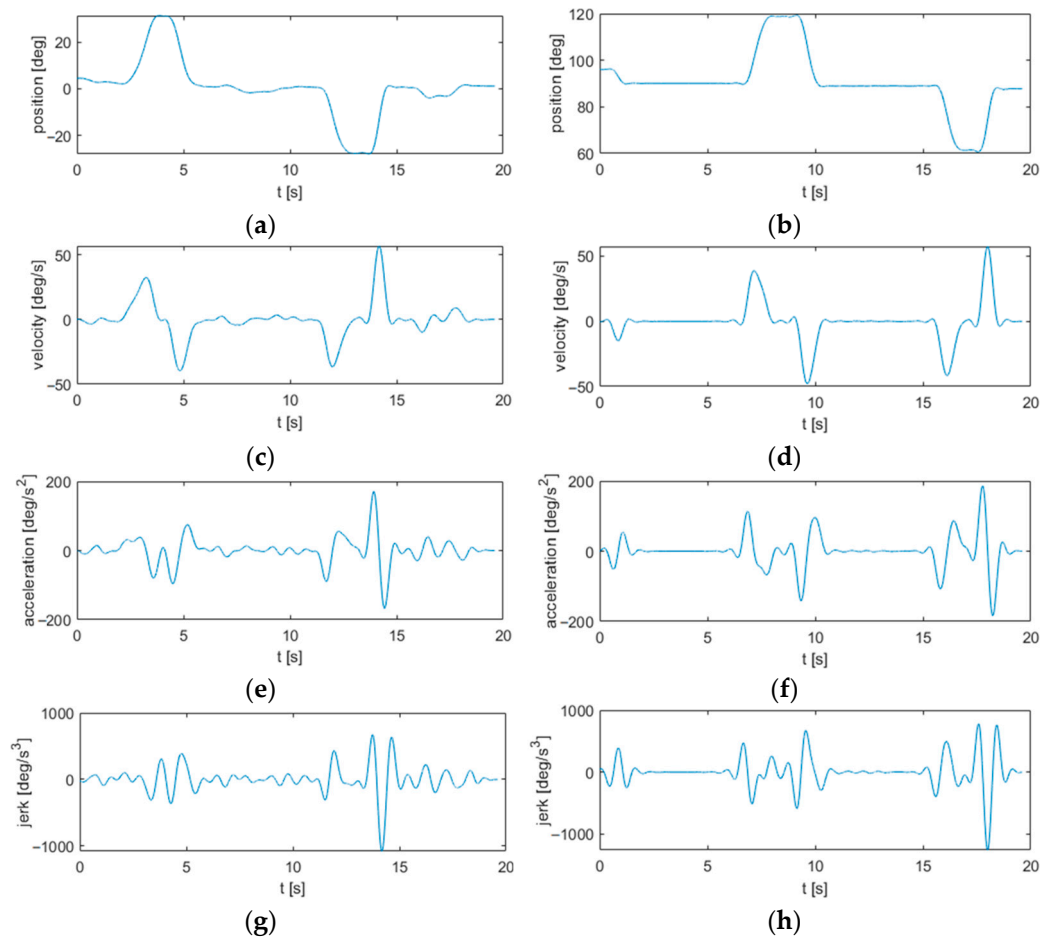 position [deg]
20
0
−20
0 5 10 15 20
t [s]
(a)
position [deg]
120
100
80
60
0 5 10 15 20
t [s]
(b)
velocity [deg/s]
50
0
−50
0 5 10 15 20
t [s]
(c)
velocity [deg/s]
50
0
−50
0 5 10 15 20
t [s]
(d)
acceleration [deg/s²]
200
0
−200
0 5 10 15 20
t [s]
(e)
acceleration [deg/s²]
200
0
−200
0 5 10 15 20
t [s]
(f)
jerk [deg/s³]
1000
0
−1000
0 5 10 15 20
t [s]
(g)
jerk [deg/s³]
1000
0
−1000
0 5 10 15 20
t [s]
(h)